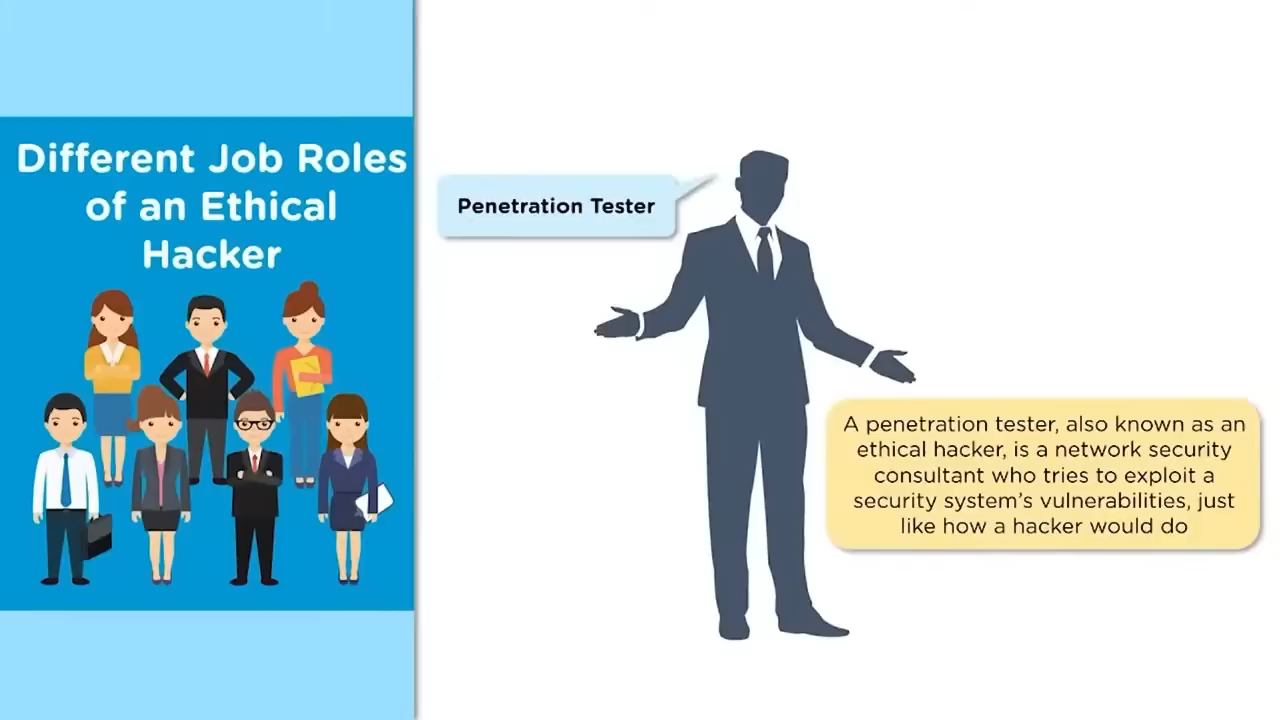 Different Job Roles
of an Ethical
Hacker
Penetration Tester
A penetration tester, also known as an
ethical hacker, is a network security
consultant who tries to exploit a
security system's vulnerabilities, just
like how a hacker would do